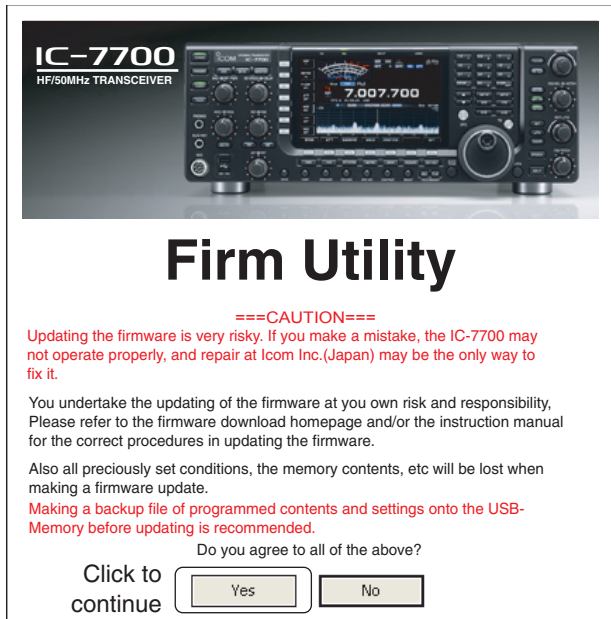 IC-7700
HF/50MHz TRANSCEIVER
ICOM
IC-7700
7.007.700
Firm Utility
===CAUTION===
Updating the firmware is very risky. If you make a mistake, the IC-7700 may
not operate properly, and repair at Icom Inc.(Japan) may be the only way to
fix it.
You undertake the updating of the firmware at you own risk and responsibility,
Please refer to the firmware download homepage and/or the instruction manual
for the correct procedures in updating the firmware.
Also all preciously set conditions, the memory contents, etc will be lost when
making a firmware update.
Making a backup file of programmed contents and settings onto the USB-
Memory before updating is recommended.
Do you agree to all of the above?
Click to
continue
Yes
No